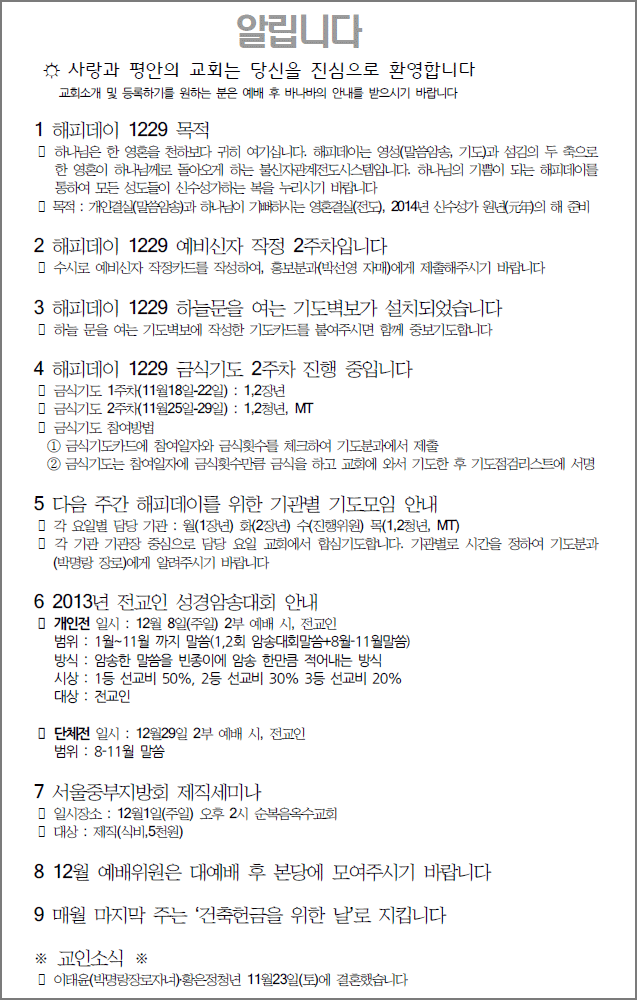 알립니다
☼ 사랑과 평안의 교회는 당신을 진심으로 환영합니다
교회소개 및 등록하기를 원하는 분은 예배 후 바나바의 안내를 받으시기 바랍니다
1 해피데이 1229 목적
▯ 하나님은 한 영혼을 천하보다 귀히 여기십니다. 해피데이는 영성(말씀암송, 기도)과 섬김의 두 축으로
한 영혼이 하나님께로 돌아오게 하는 불신자관계전도시스템입니다. 하나님의 기쁨이 되는 해피데이를
통하여 모든 성도들이 신수성가하는 복을 누리시기 바랍니다
▯ 목적 : 개인결실(말씀암송)과 하나님이 기뻐하시는 영혼결실(전도), 2014년 신수성가 원년(元年)의 해 준비
2 해피데이 1229 예비신자 작정 2주차입니다
▯ 수시로 예비신자 작정카드를 작성하여, 홍보분과(박선영 자매)에게 제출해주시기 바랍니다
3 해피데이 1229 하늘문을 여는 기도벽보가 설치되었습니다
▯ 하늘 문을 여는 기도벽보에 작성한 기도카드를 붙여주시면 함께 중보기도합니다
4 해피데이 1229 금식기도 2주차 진행 중입니다
▯ 금식기도 1주차(11월18일-22일) : 1,2장년
▯ 금식기도 2주차(11월25일-29일) : 1,2청년, MT
▯ 금식기도 참여방법
① 금식기도카드에 참여일자와 금식횟수를 체크하여 기도분과에서 제출
② 금식기도는 참여일자에 금식횟수만큼 금식을 하고 교회에 와서 기도한 후 기도점검리스트에 서명
5 다음 주간 해피데이를 위한 기관별 기도모임 안내
▯ 각 요일별 담당 기관 : 월(1장년) 화(2장년) 수(진행위원) 목(1,2청년, MT)
▯ 각 기관 기관장 중심으로 담당 요일 교회에서 합심기도합니다. 기관별로 시간을 정하여 기도분과
(박명랑 장로)에게 알려주시기 바랍니다
6 2013년 전교인 성경암송대회 안내
▯ 개인전 일시 : 12월 8일(주일) 2부 예배 시, 전교인
범위 : 1월~11월 까지 말씀(1,2회 암송대회말씀+8월-11월말씀)
방식 : 암송한 말씀을 빈종이에 암송 한만큼 적어내는 방식
시상 : 1등 선교비 50%, 2등 선교비 30% 3등 선교비 20%
대상 : 전교인
▯ 단체전 일시 : 12월29일 2부 예배 시, 전교인
범위 : 8-11월 말씀
7 서울중부지방회 제직세미나
▯ 일시장소 : 12월1일(주일) 오후 2시 순복음옥수교회
▯ 대상 : 제직(식비,5천원)
8 12월 예배위원은 대예배 후 본당에 모여주시기 바랍니다
9 매월 마지막 주는 ‘건축헌금을 위한 날’로 지킵니다
※ 교인소식 ※
▯ 이태윤(박명랑장로자녀)·황은정청년 11월23일(토)에 결혼했습니다